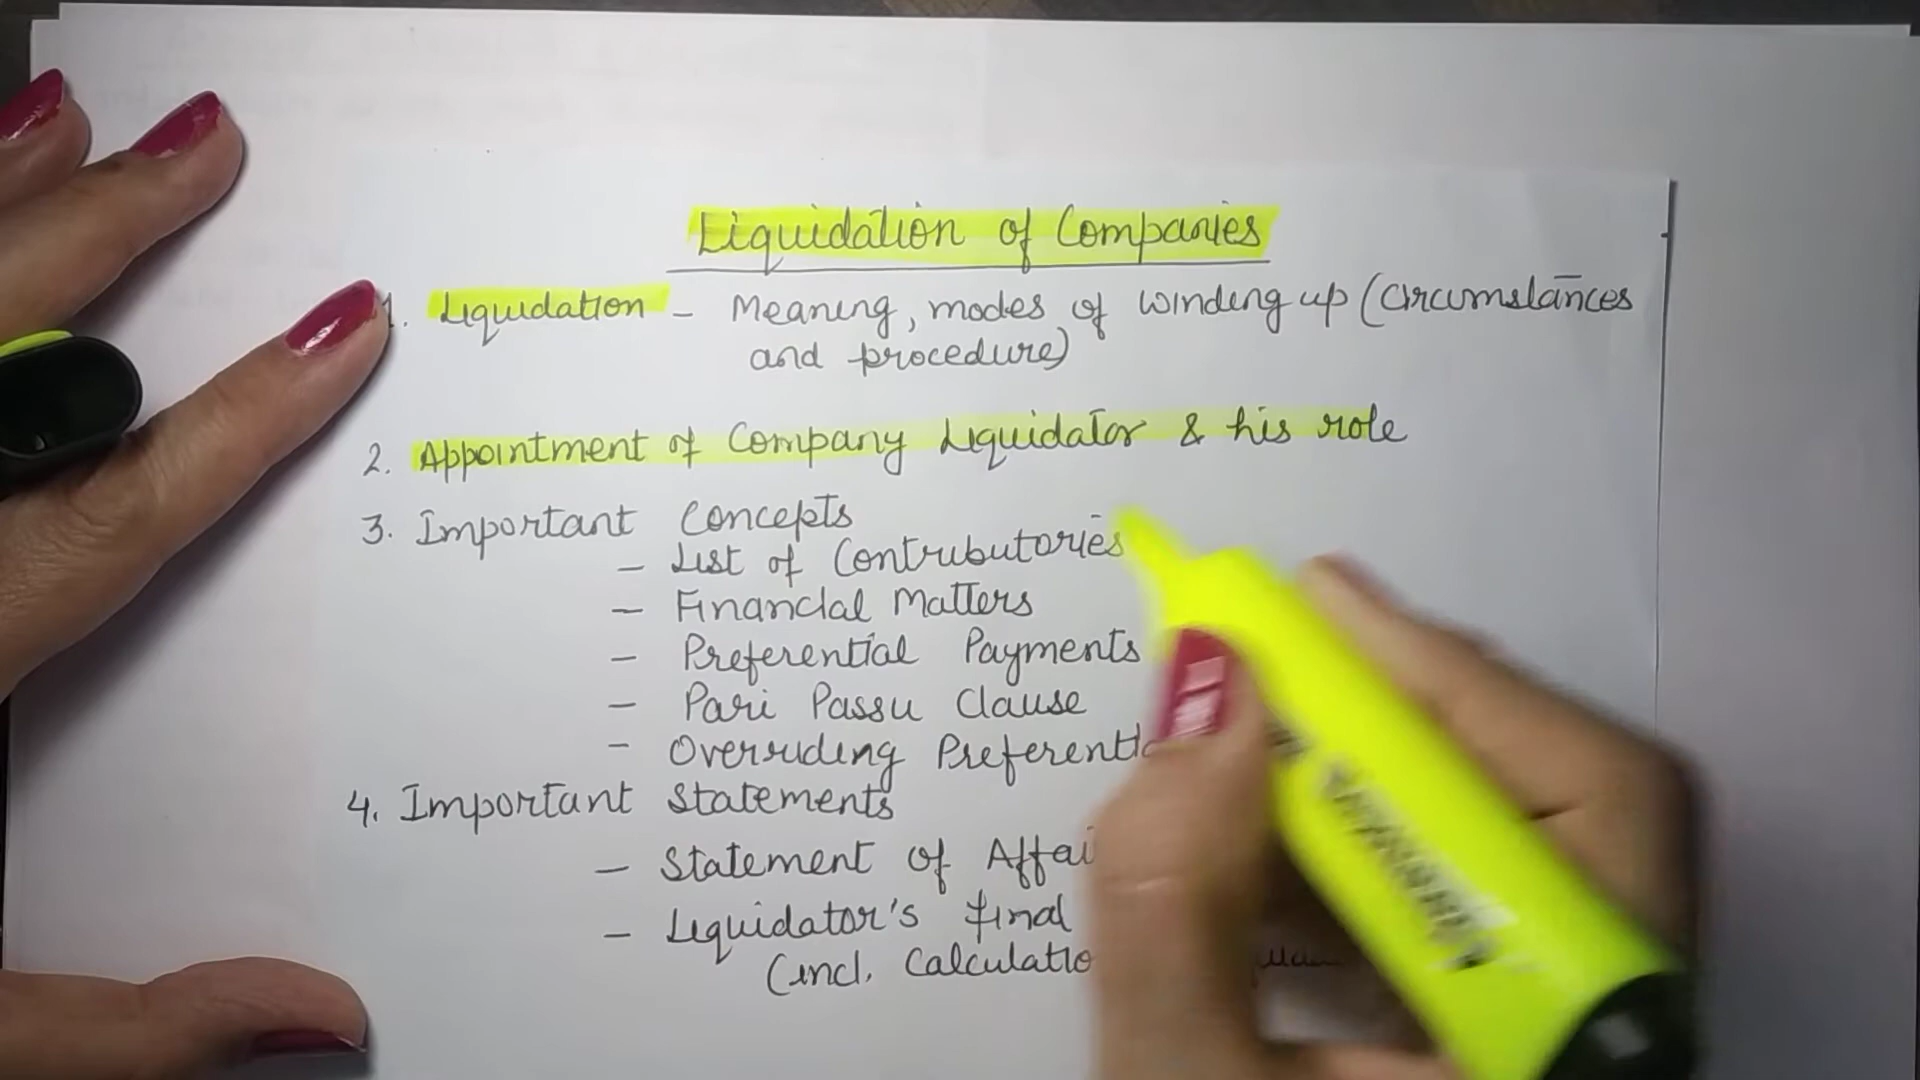 Liquidation of Companies
1. Liquidation - Meaning, modes of winding up (circumstances
and procedure)
2. Appointment of Company Liquidator & his role
3. Important Concepts
- List of Contributories
- Financial Matters
- Preferential Payments
- Pari Passu Clause
- Overriding
4. Important Statements
- Statement of
- Liquidator's final
(incl.